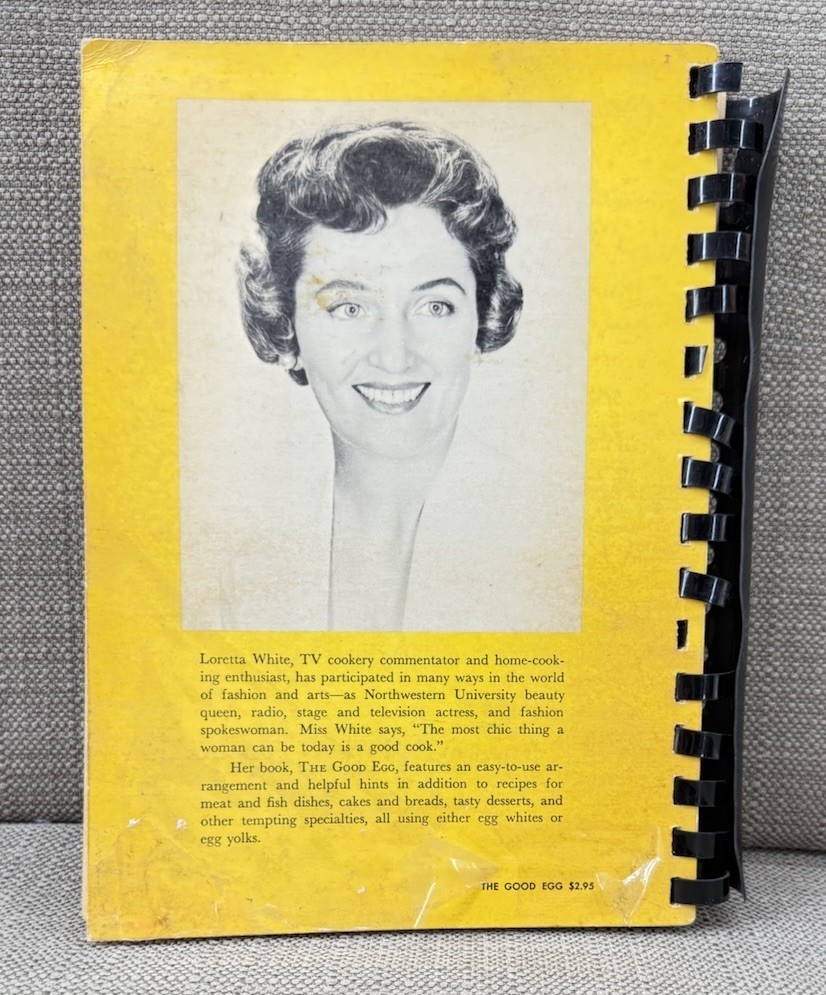 Loretta White, TV cookery commentator and home-cook-
ing enthusiast, has participated in many ways in the world
of fashion and arts—as Northwestern University beauty
queen, radio, stage and television actress, and fashion
spokeswoman. Miss White says, “The most chic thing a
woman can be today is a good cook.”
Her book, THE GOOD EGG, features an easy-to-use ar-
rangement and helpful hints in addition to recipes for
meat and fish dishes, cakes and breads, tasty desserts, and
other tempting specialties, all using either egg whites or
egg yolks.
THE GOOD EGG $2.95